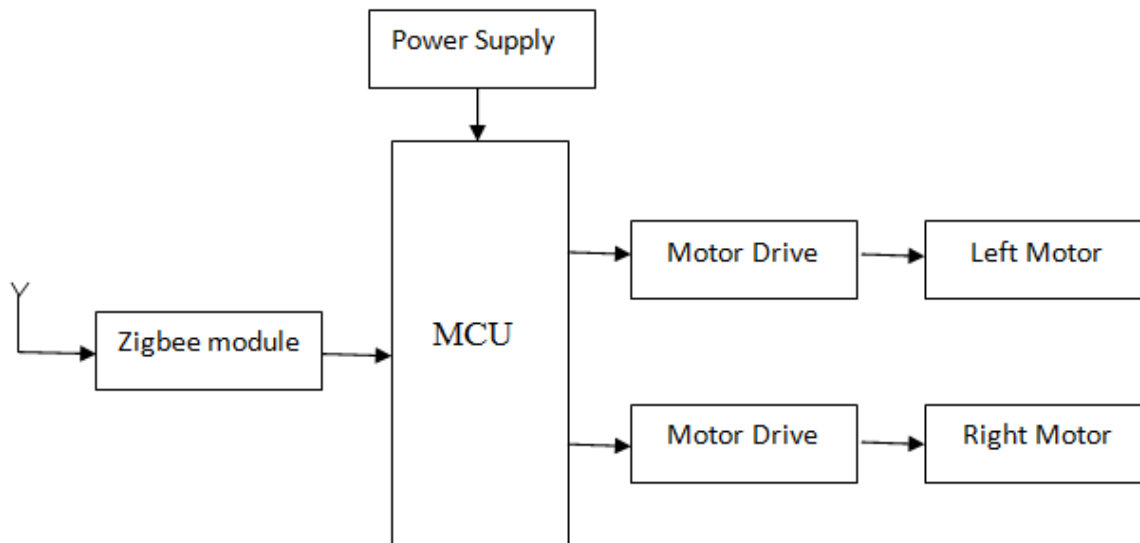 Power Supply
Motor Drive
Left Motor
Zigbee module
MCU
Motor Drive
Right Motor